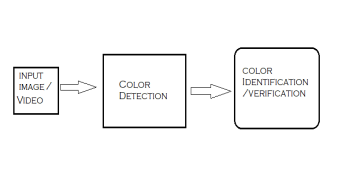 INPUT
IMAGE /
VIDEO
COLOR
DETECTION
COLOR
IDENTIFICATION
/VERIFICATION